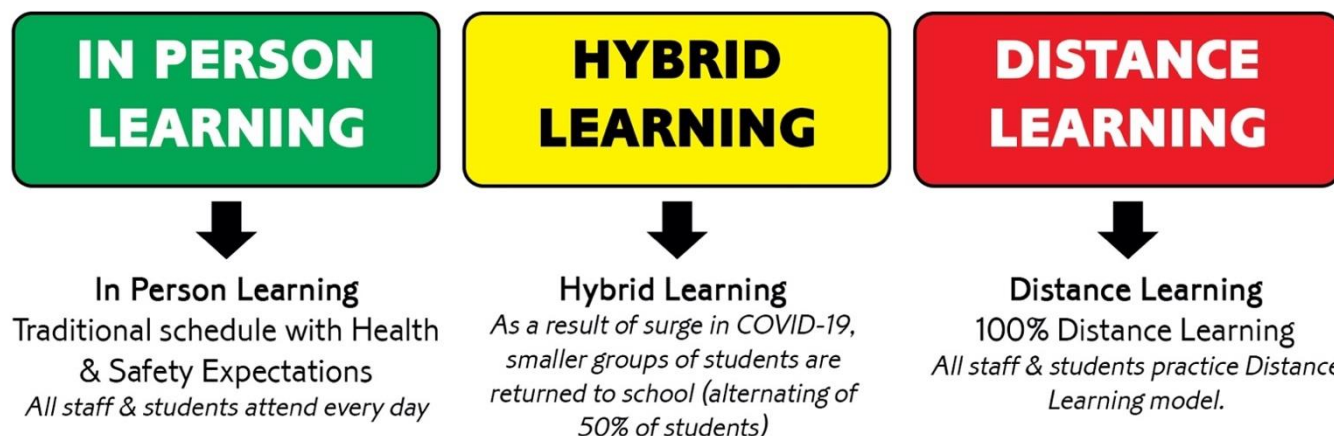 IN PERSON
LEARNING
In Person Learning
Traditional schedule with Health
& Safety Expectations
All staff & students attend every day
HYBRID
LEARNING
Hybrid Learning
As a result of surge in COVID-19,
smaller groups of students are
returned to school (alternating of
50% of students)
DISTANCE
LEARNING
Distance Learning
100% Distance Learning
All staff & students practice Distance
Learning model.